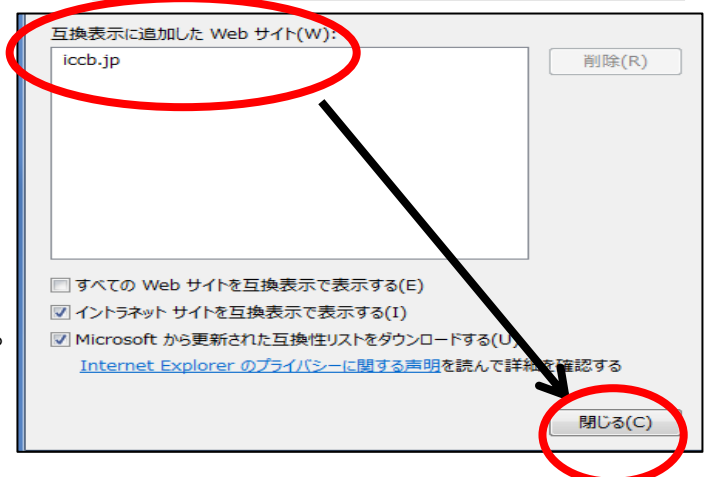 互換表示に追加した Web サイト(W):
iccb.jp
削除(R)
すべての Web サイトを互換表示で表示する(E)
イントラネット サイトを互換表示で表示する(I)
Microsoft から更新された互換性リストをダウンロードする(U)
Internet Explorer のプライバシーに関する声明を読んで詳細を確認する
閉じる(C)